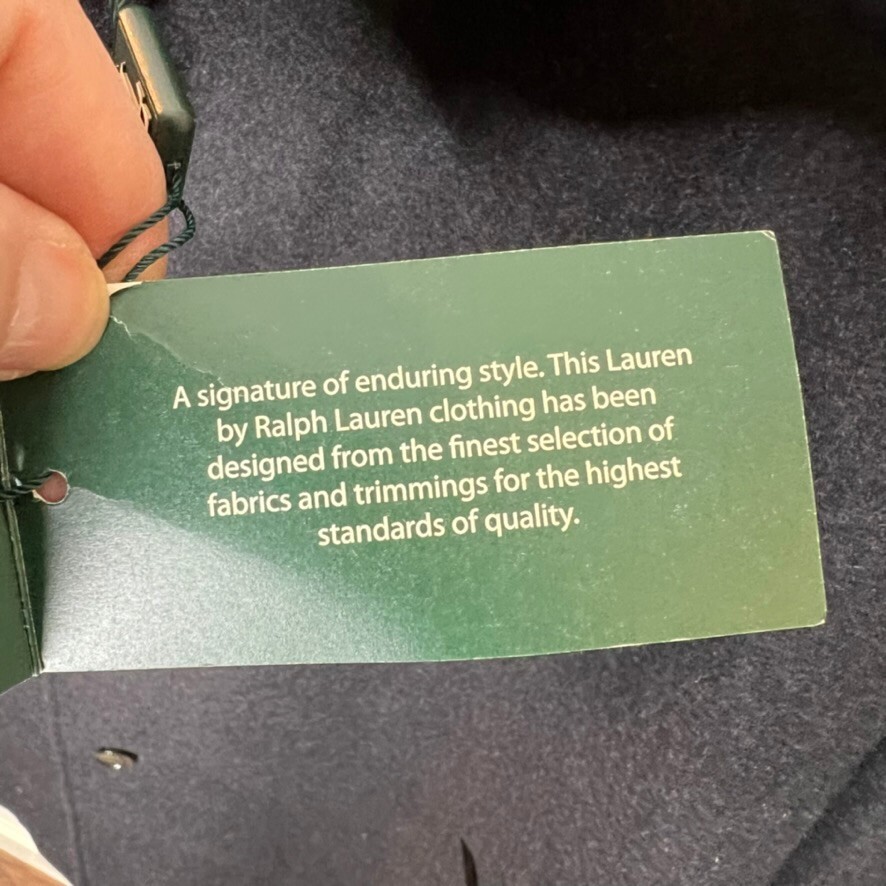 A signature of enduring style. This Lauren
by Ralph Lauren clothing has been
designed from the finest selection of
fabrics and trimmings for the highest
standards of quality.